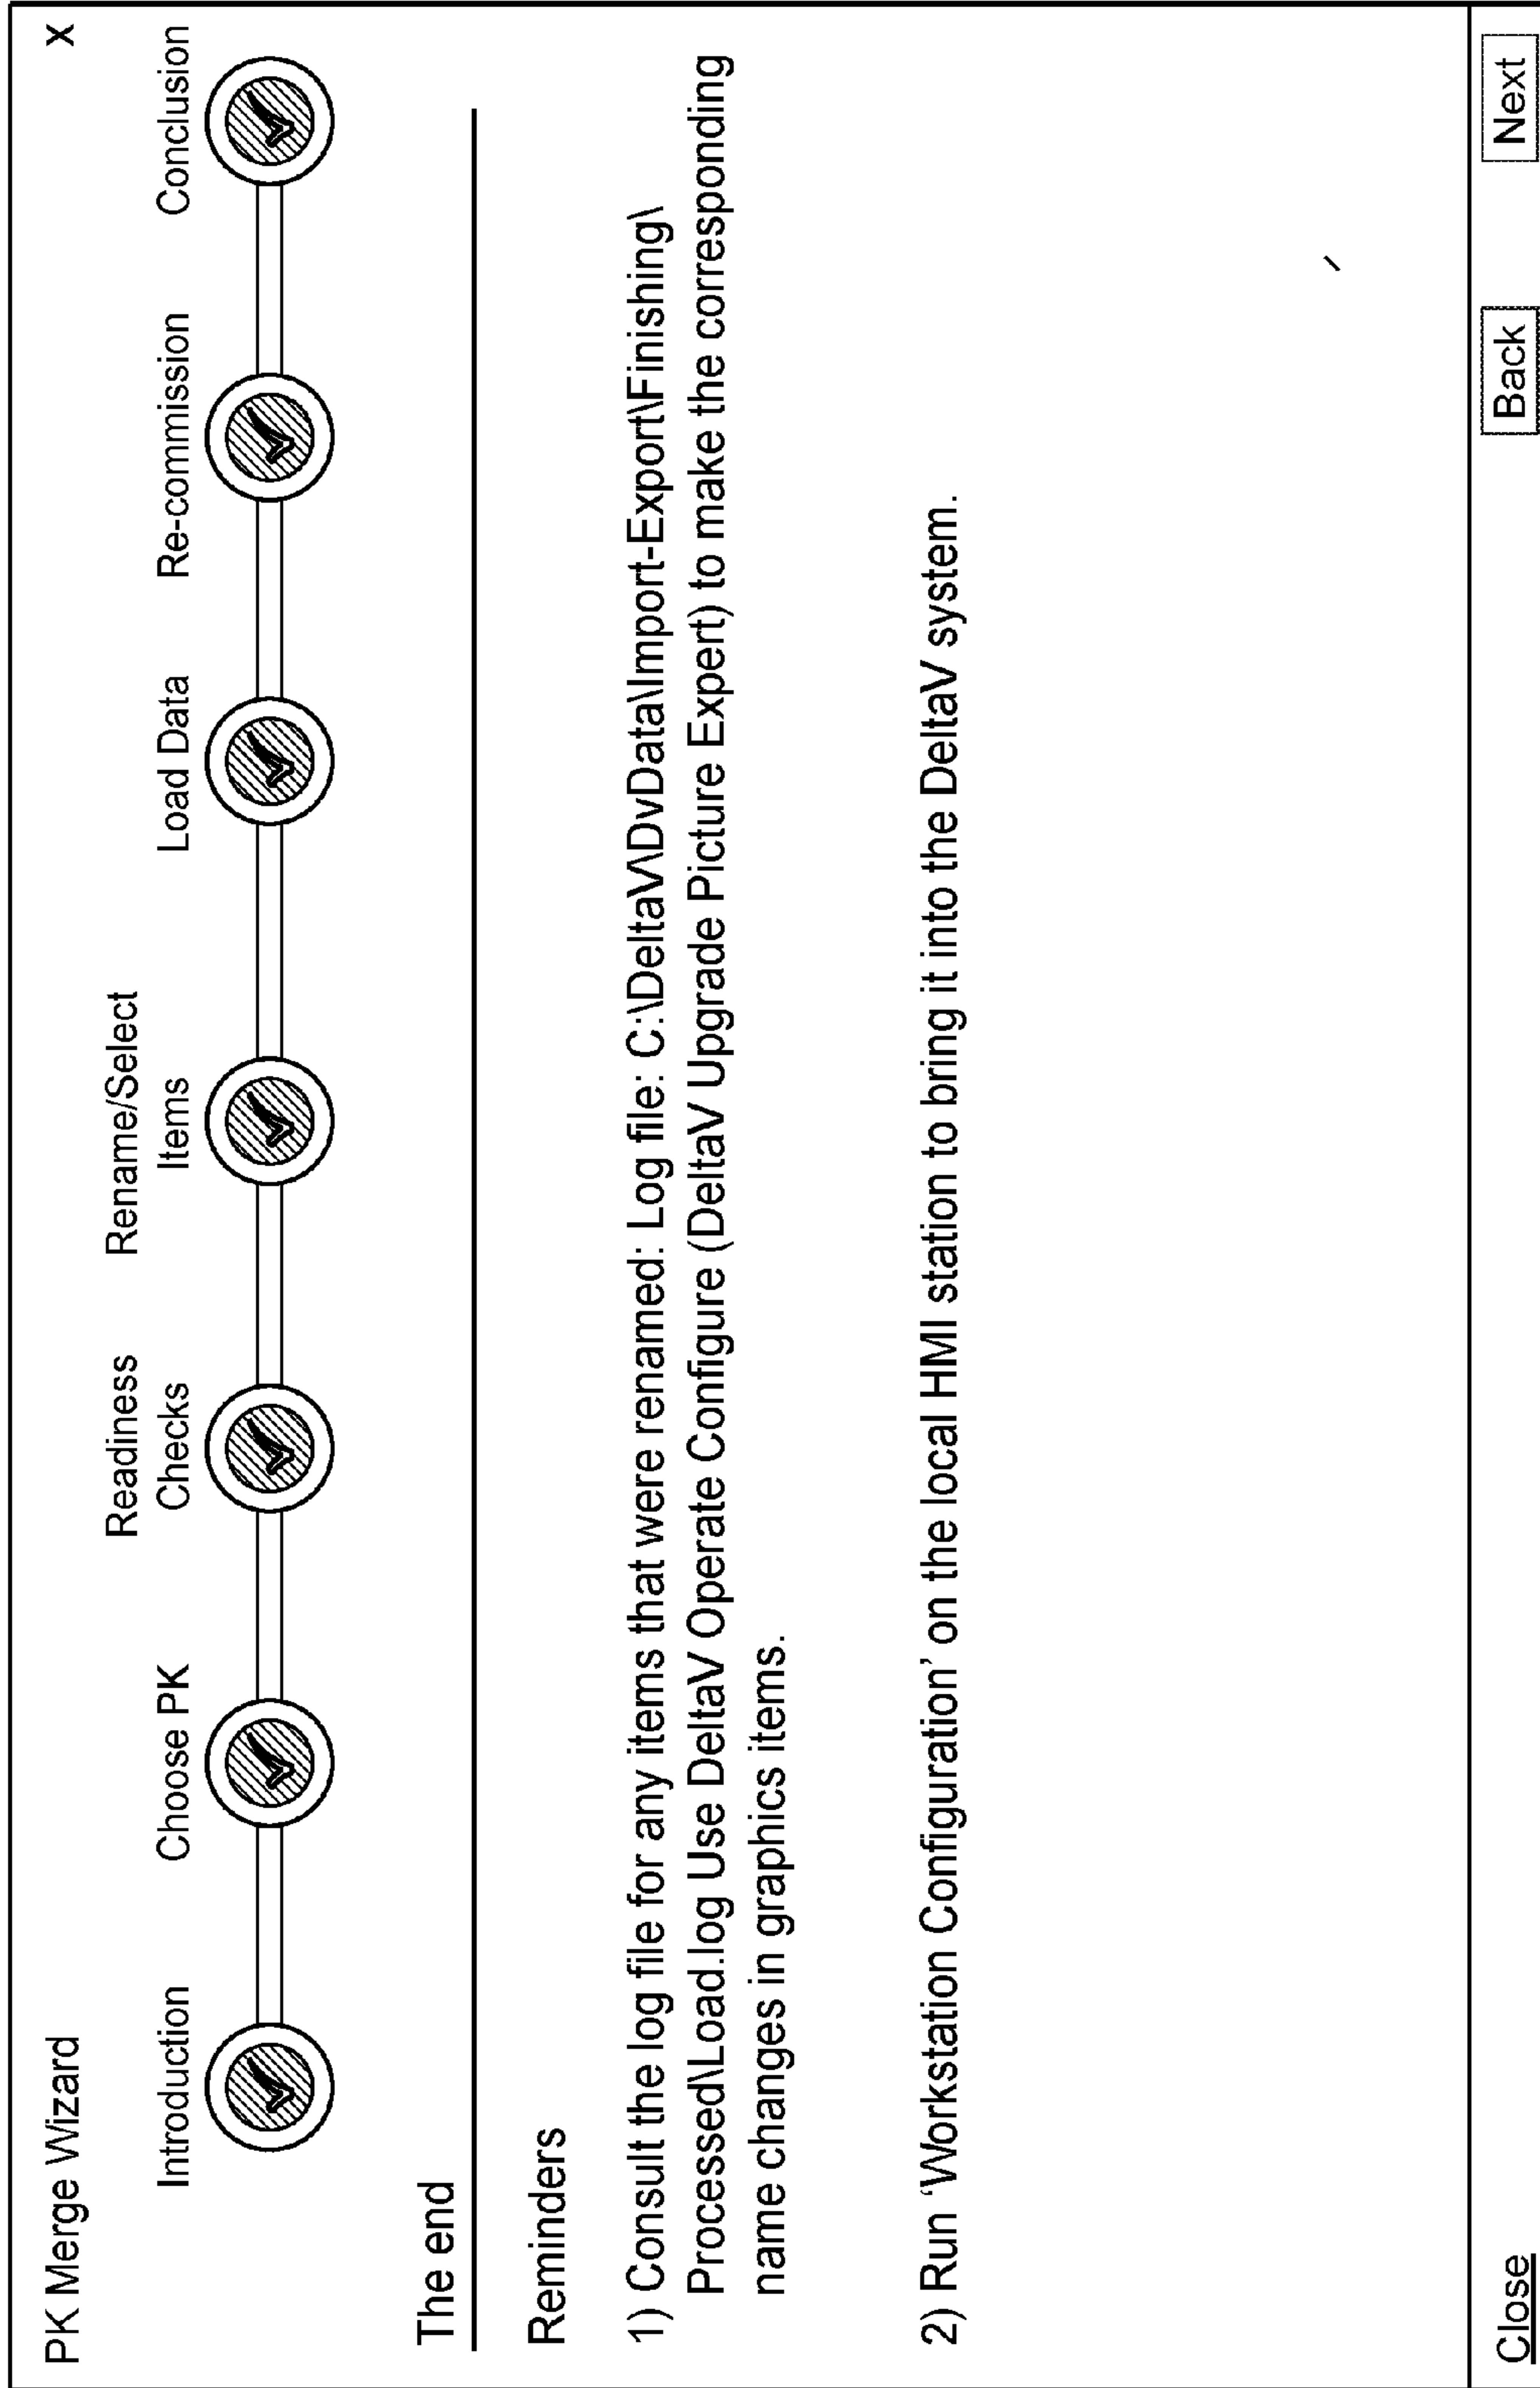 PK Merge Wizard
X
Introduction
Choose PK
Readiness
Checks
Rename/Select
Items
Load Data
Re-commission
Conclusion
The end
Reminders
1) Consult the log file for any items that were renamed: Log file: C:\DeltaV\DvData\Import-Export\Finishing\
Processed\Load.log Use DeltaV Operate Configure (DeltaV Upgrade Picture Expert) to make the corresponding
name changes in graphics items.
2) Run ‘Workstation Configuration’ on the local HMI station to bring it into the DeltaV system.
Close
Back
Next